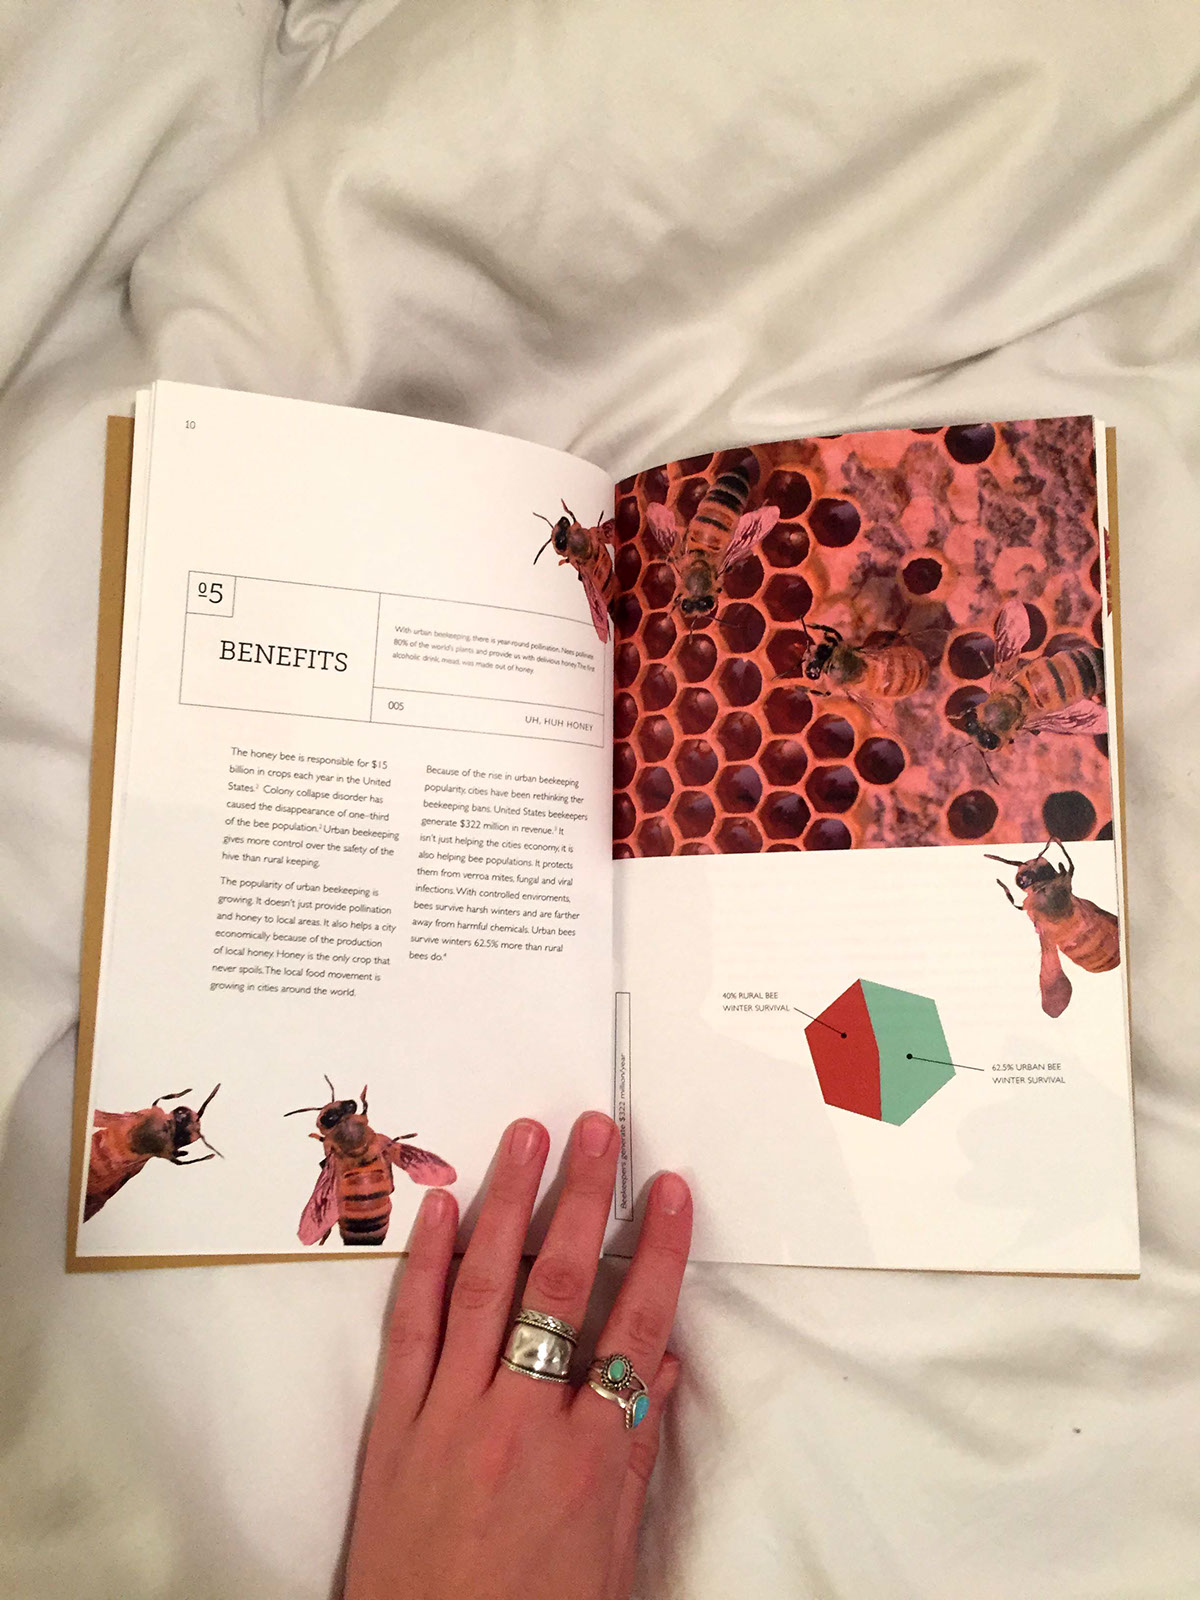 10
05
BENEFITS
With urban beekeeping, there is year-round pollination. Nees pollinate
80% of the world's plants and provide us with delivious honey. The first
alcoholic drink, mead, was made out of honey.
005
UH, HUH HONEY
The honey bee is responsible for $15
billion in crops each year in the United
States. Colony collapse disorder has
caused the disappearance of one-third
of the bee population.² Urban beekeeping
gives more control over the safety of the
hive than rural keeping.
The popularity of urban beekeeping is
growing. It doesn't just provide pollination
and honey to local areas. It also helps a city
economically because of the production
of local honey. Honey is the only crop that
never spoils. The local food movement is
growing in cities around the world.
Because of the rise in urban beekeeping
popularity, cities have been rethinking ther
beekeeping bans. United States beekeepers
generate $322 million in revenue.³ It
isn't just helping the cities economy, it is
also helping bee populations. It protects
them from verroa mites, fungal and viral
infections. With controlled enviroments,
bees survive harsh winters and are farther
away from harmful chemicals. Urban bees
survive winters 62.5% more than rural
bees do.⁴
Beekeepers generate $322 million/year
40% RURAL BEE
WINTER SURVIVAL
62.5% URBAN BEE
WINTER SURVIVAL